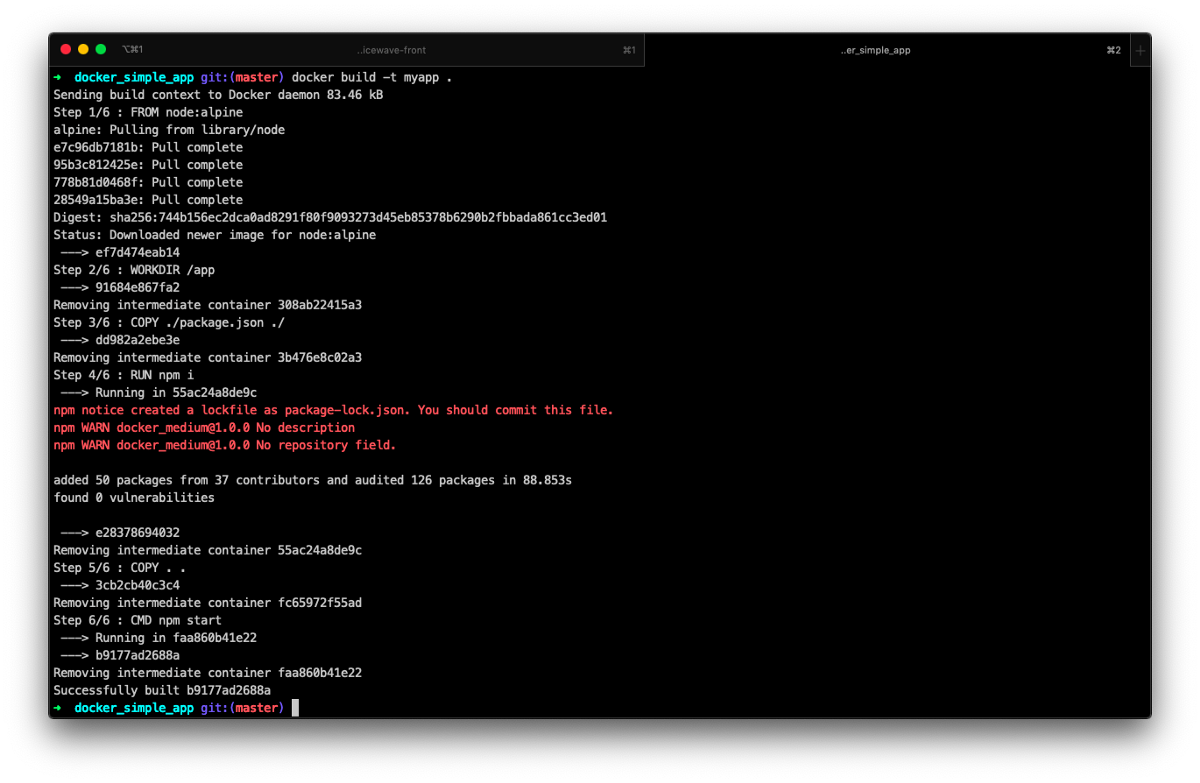 ⌥⌘1 ..icewave-front ⌘1 ..er_simple_app ⌘2 +
➜ docker_simple_app git:(master) docker build -t myapp .
Sending build context to Docker daemon 83.46 kB
Step 1/6 : FROM node:alpine
alpine: Pulling from library/node
e7c96db7181b: Pull complete
95b3c812425e: Pull complete
778b81d0468f: Pull complete
28549a15ba3e: Pull complete
Digest: sha256:744b156ec2dca0ad8291f80f9093273d45eb85378b6290b2fbbada861cc3ed01
Status: Downloaded newer image for node:alpine
---> ef7d474eab14
Step 2/6 : WORKDIR /app
---> 91684e867fa2
Removing intermediate container 308ab22415a3
Step 3/6 : COPY ./package.json ./
---> dd982a2ebe3e
Removing intermediate container 3b476e8c02a3
Step 4/6 : RUN npm i
---> Running in 55ac24a8de9c
npm notice created a lockfile as package-lock.json. You should commit this file.
npm WARN docker_medium@1.0.0 No description
npm WARN docker_medium@1.0.0 No repository field.
added 50 packages from 37 contributors and audited 126 packages in 88.853s
found 0 vulnerabilities
---> e28378694032
Removing intermediate container 55ac24a8de9c
Step 5/6 : COPY . .
---> 3cb2cb40c3c4
Removing intermediate container fc65972f55ad
Step 6/6 : CMD npm start
---> Running in faa860b41e22
---> b9177ad2688a
Removing intermediate container faa860b41e22
Successfully built b9177ad2688a
➜ docker_simple_app git:(master)